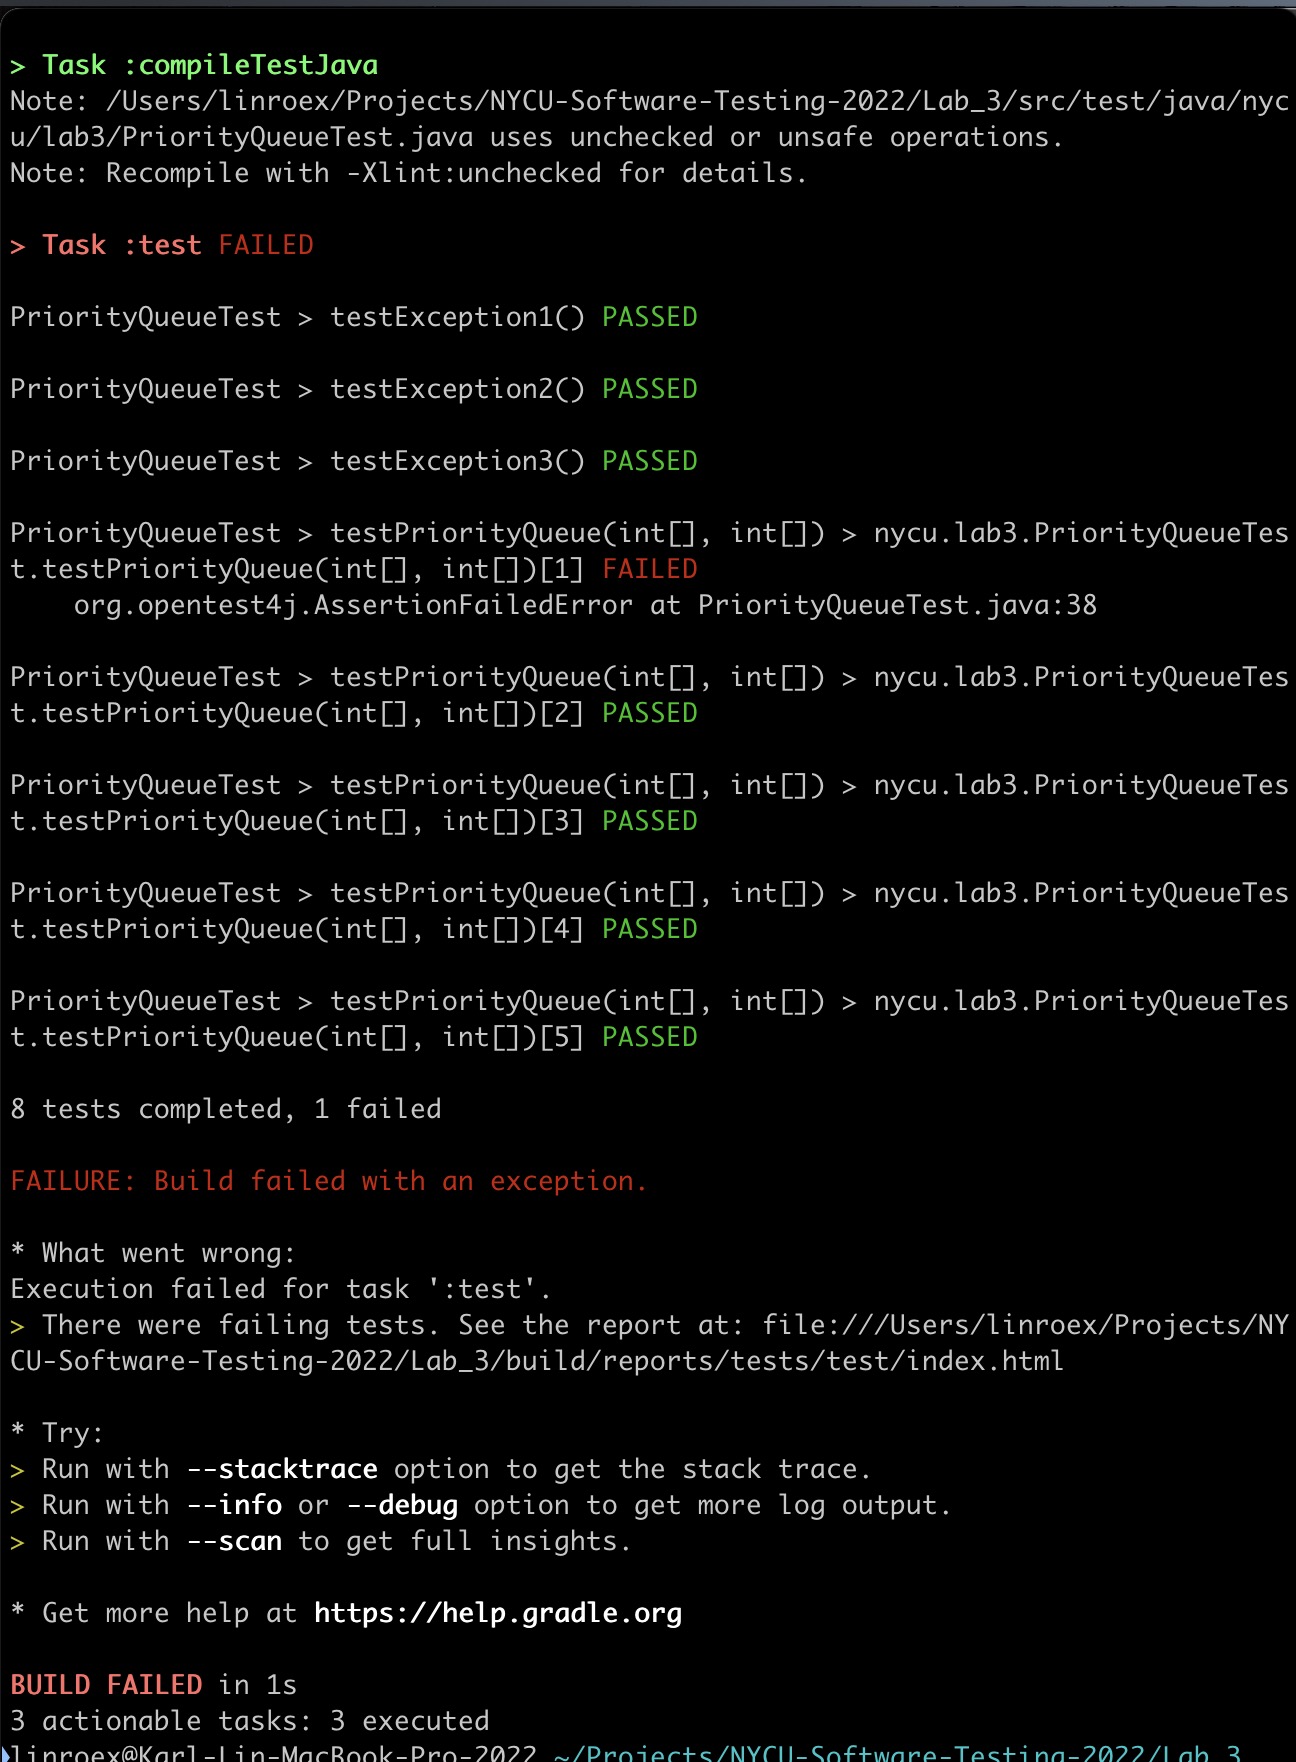 > Task :compileTestJava
Note: /Users/linroex/Projects/NYCU-Software-Testing-2022/Lab_3/src/test/java/nyc
u/lab3/PriorityQueueTest.java uses unchecked or unsafe operations.
Note: Recompile with -Xlint:unchecked for details.
> Task :test FAILED
PriorityQueueTest > testException1() PASSED
PriorityQueueTest > testException2() PASSED
PriorityQueueTest > testException3() PASSED
PriorityQueueTest > testPriorityQueue(int[], int[]) > nycu.lab3.PriorityQueueTes
t.testPriorityQueue(int[], int[])[1] FAILED
    org.opentest4j.AssertionFailedError at PriorityQueueTest.java:38
PriorityQueueTest > testPriorityQueue(int[], int[]) > nycu.lab3.PriorityQueueTes
t.testPriorityQueue(int[], int[])[2] PASSED
PriorityQueueTest > testPriorityQueue(int[], int[]) > nycu.lab3.PriorityQueueTes
t.testPriorityQueue(int[], int[])[3] PASSED
PriorityQueueTest > testPriorityQueue(int[], int[]) > nycu.lab3.PriorityQueueTes
t.testPriorityQueue(int[], int[])[4] PASSED
PriorityQueueTest > testPriorityQueue(int[], int[]) > nycu.lab3.PriorityQueueTes
t.testPriorityQueue(int[], int[])[5] PASSED
8 tests completed, 1 failed
FAILURE: Build failed with an exception.
* What went wrong:
Execution failed for task ':test'.
> There were failing tests. See the report at: file:///Users/linroex/Projects/NY
CU-Software-Testing-2022/Lab_3/build/reports/tests/test/index.html
* Try:
> Run with --stacktrace option to get the stack trace.
> Run with --info or --debug option to get more log output.
> Run with --scan to get full insights.
* Get more help at https://help.gradle.org
BUILD FAILED in 1s
3 actionable tasks: 3 executed
linroex@Karl-Lin-MacBook-Pro-2022 ~/Projects/NYCU-Software-Testing-2022/Lab_3